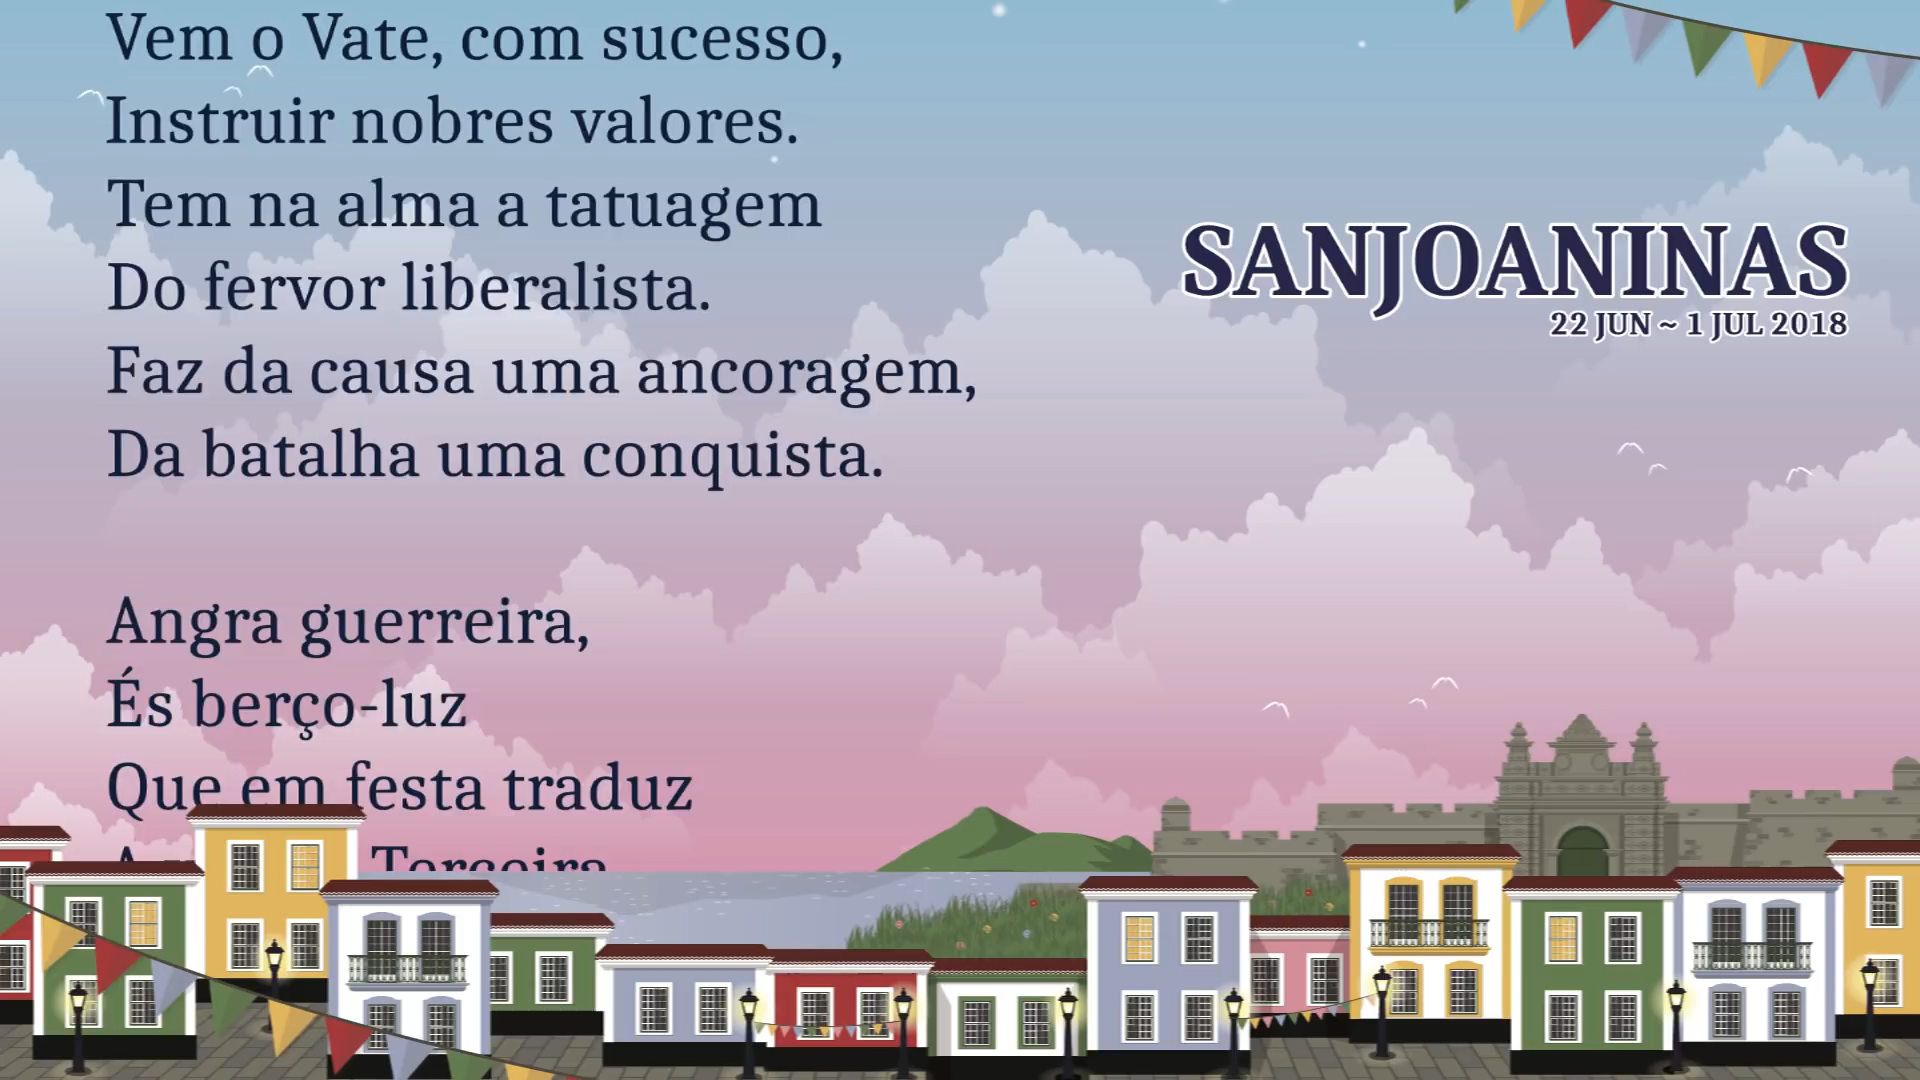 Vem o Vate, com sucesso,
Instruir nobres valores.
Tem na alma a tatuagem
Do fervor liberalista.
Faz da causa uma ancoragem,
Da batalha uma conquista.
Angra guerreira,
És berço-luz
Que em festa traduz
Terceira
SANJOANINAS
22 JUN ~ 1 JUL 2018